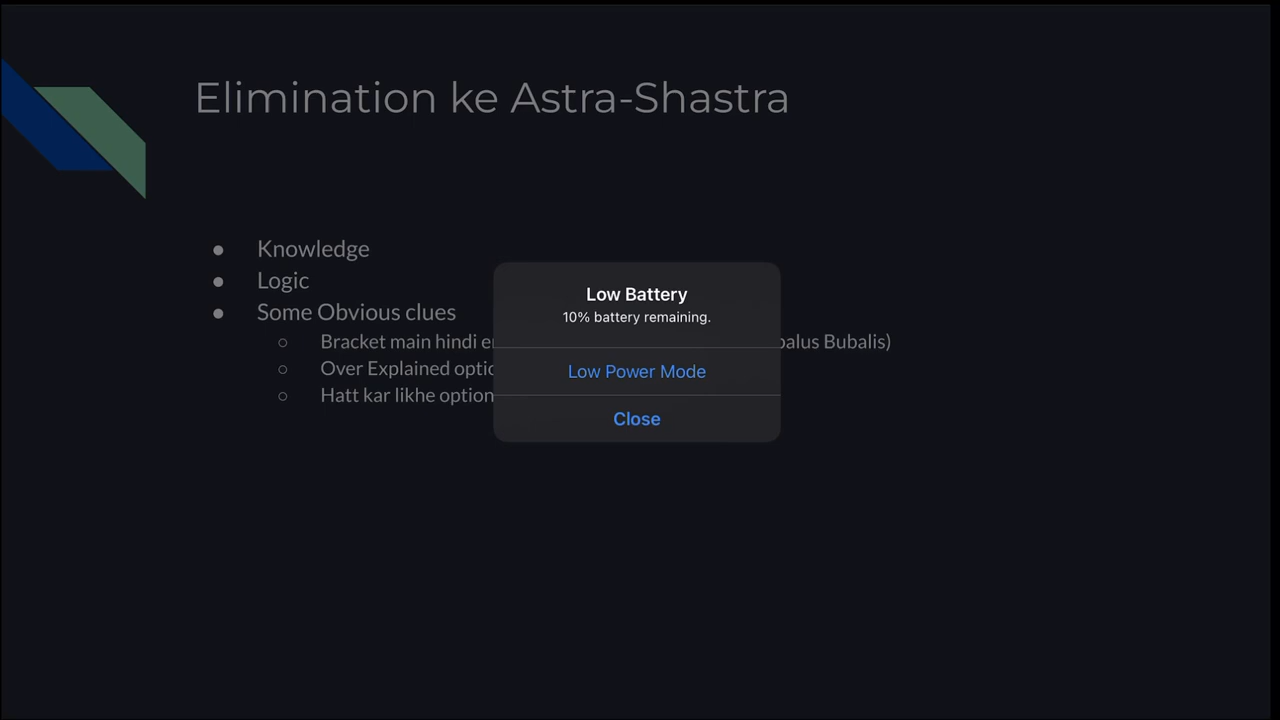 Elimination ke Astra-Shastra
Knowledge
Logic
Some Obvious clues
Bracket main hindi Bubalis)
Over Explained
Hatt kar likhe option
Low Battery
10% battery remaining.
Low Power Mode
Close